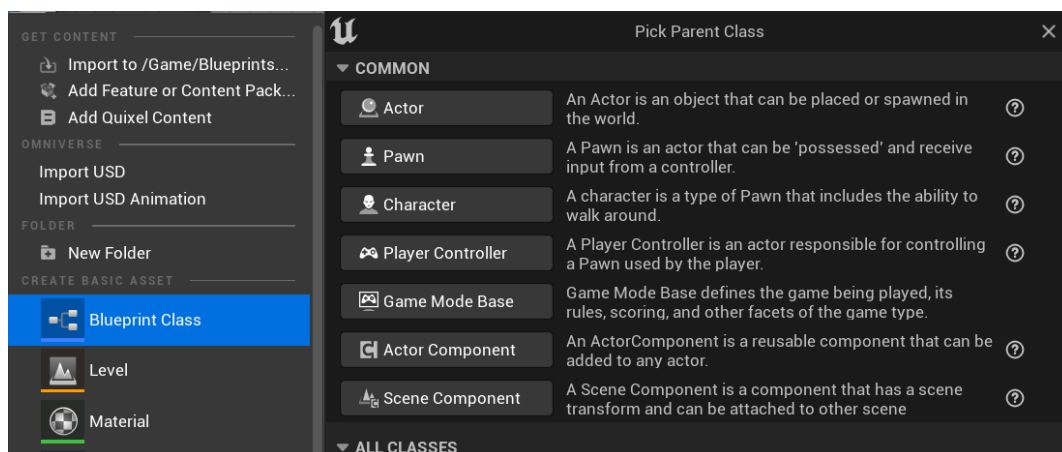 GET CONTENT
Import to /Game/Blueprints...
Add Feature or Content Pack...
Add Quixel Content
OMNIVERSE
Import USD
Import USD Animation
FOLDER
New Folder
CREATE BASIC ASSET
Blueprint Class
Level
Material
Pick Parent Class
COMMON
Actor
An Actor is an object that can be placed or spawned in
the world.
Pawn
A Pawn is an actor that can be 'possessed' and receive
input from a controller.
Character
A character is a type of Pawn that includes the ability to
walk around.
Player Controller
A Player Controller is an actor responsible for controlling
a Pawn used by the player.
Game Mode Base
Game Mode Base defines the game being played, its
rules, scoring, and other facets of the game type.
Actor Component
An ActorComponent is a reusable component that can be
added to any actor.
Scene Component
A Scene Component is a component that has a scene
transform and can be attached to other scene
ALL CLASSES